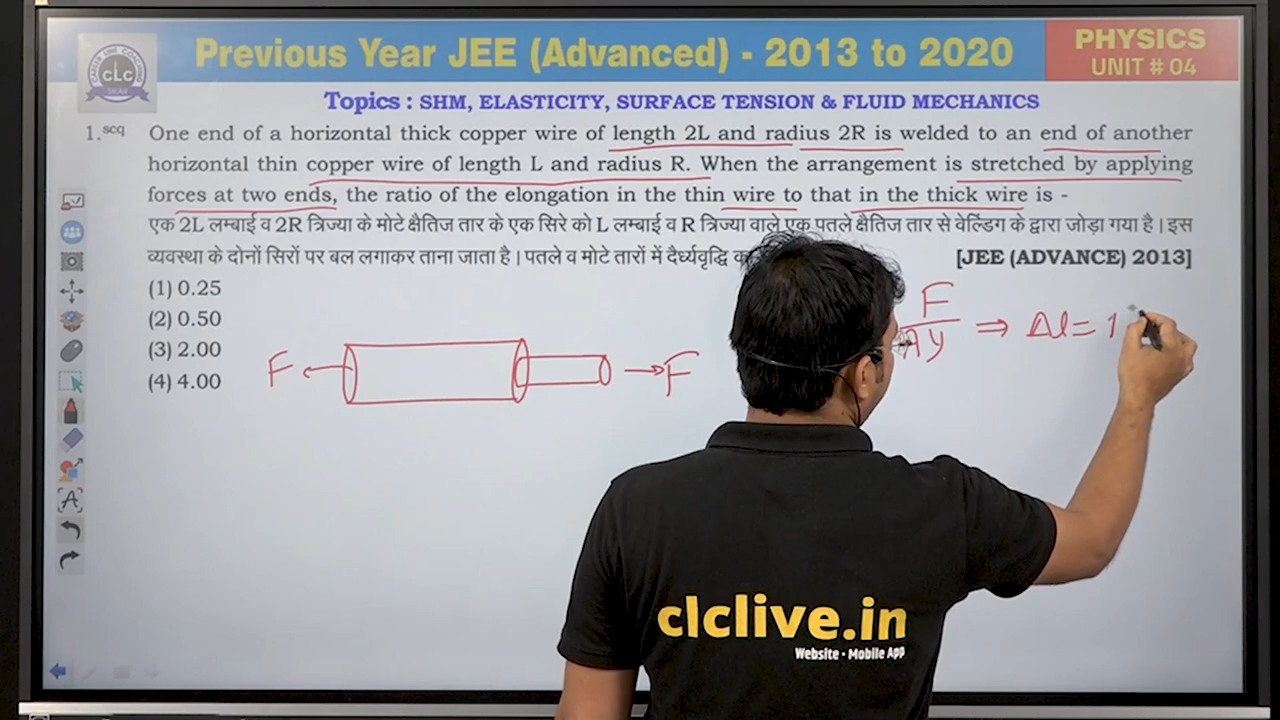 Previous Year JEE (Advanced) - 2013 to 2020
PHYSICS
UNIT # 04
CLC
SIKAR
Topics : SHM, ELASTICITY, SURFACE TENSION & FLUID MECHANICS
1.scq One end of a horizontal thick copper wire of length 2L and radius 2R is welded to an end of another
horizontal thin copper wire of length L and radius R. When the arrangement is stretched by applying
forces at two ends, the ratio of the elongation in the thin wire to that in the thick wire is -
एक 2L लम्बाई व 2R त्रिज्या के मोटे क्षैतिज तार के एक सिरे को L लम्बाई व R त्रिज्या वाले एक पतले क्षैतिज तार से वेल्डिंग के द्वारा जोड़ा गया है। इस
व्यवस्था के दोनों सिरों पर बल लगाकर ताना जाता है। पतले व मोटे तारों में दैर्ध्यवृद्धि
[JEE (ADVANCE) 2013]
(1) 0.25
(2) 0.50
(3) 2.00
(4) 4.00
F
F
F
AY ⇒ Δl = 1
clclive.in
Website • Mobile App